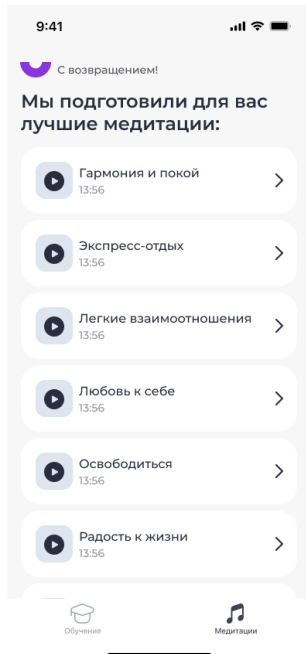 9:41
С возвращением!
Мы подготовили для вас
лучшие медитации:
Гармония и покой
13:56
Экспресс-отдых
13:56
Легкие взаимоотношения
13:56
Любовь к себе
13:56
Освободиться
13:56
Радость к жизни
13:56
Обучение
Медитации